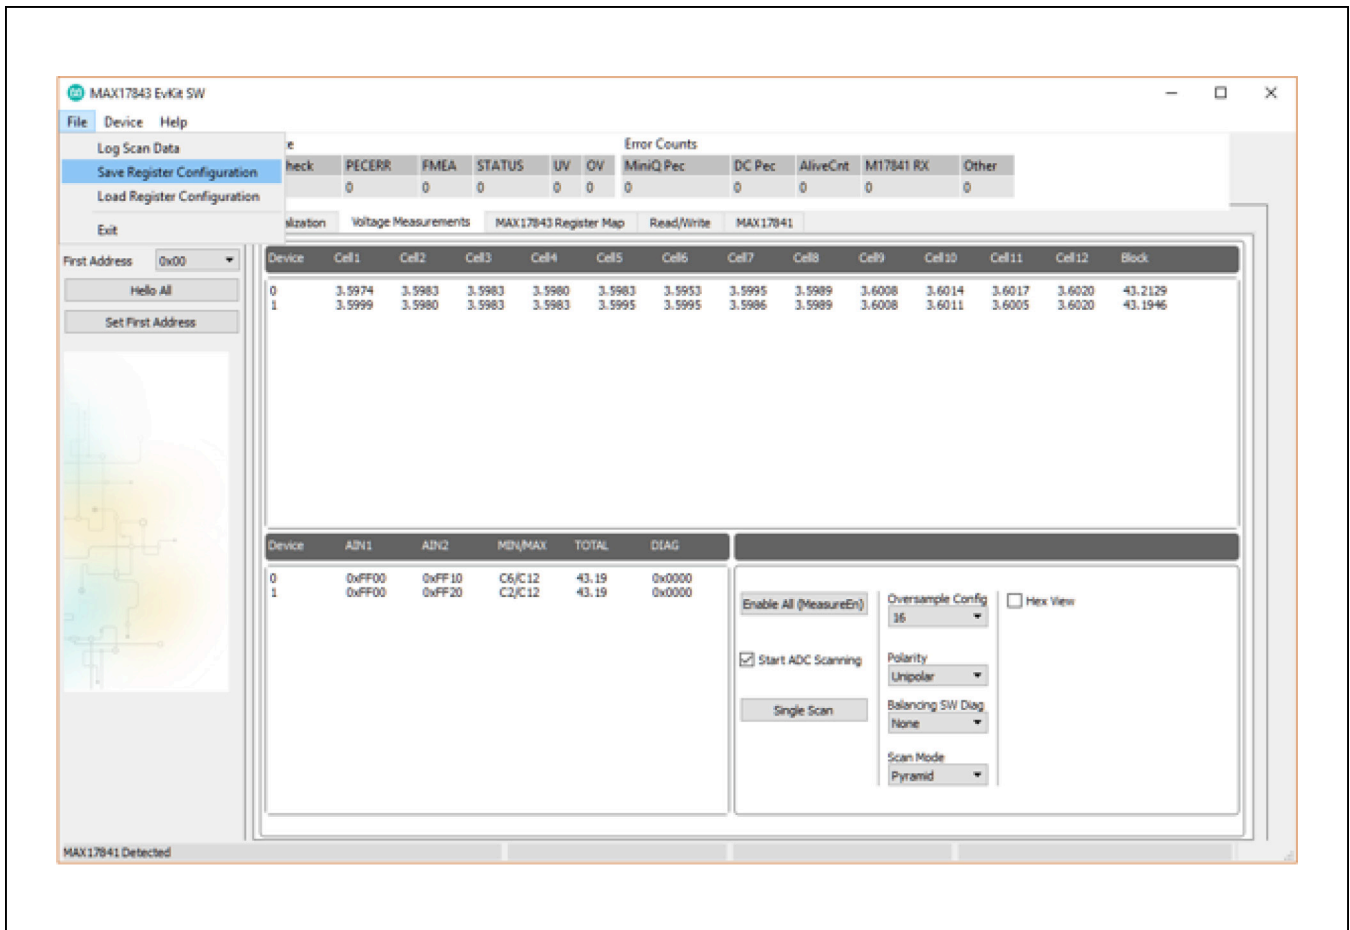 MAX17843 EvKit SW
File Device Help
Log Scan Data
Save Register Configuration
Load Register Configuration
Exit
Error Counts
PECERR FMEA STATUS UV OV MiniQ Pec DC Pec AliveCnt M17841 RX Other
0 0 0 0 0 0 0 0 0 0
Voltage Measurements MAX17843 Register Map Read/Write MAX17841
First Address 0x00
Hello All
Set First Address
Device Cell1 Cell2 Cell3 Cell4 Cell5 Cell6 Cell7 Cell8 Cell9 Cell10 Cell11 Cell12 Block
0 3.5974 3.5983 3.5983 3.5980 3.5983 3.5953 3.5995 3.5989 3.6008 3.6014 3.6017 3.6020 43.2129
1 3.5999 3.5980 3.5983 3.5983 3.5995 3.5995 3.5986 3.5989 3.6008 3.6011 3.6005 3.6020 43.1946
Device AIN1 AIN2 MIN/MAX TOTAL DIAG
0 0xFF00 0xFF10 C6/C12 43.19 0x0000
1 0xFF00 0xFF20 C2/C12 43.19 0x0000
Enable All (MeasureEn)
Start ADC Scanning
Single Scan
Oversample Config
16
Polarity
Unipolar
Balancing SW Diag
None
Scan Mode
Pyramid
Hex View
MAX17841 Detected